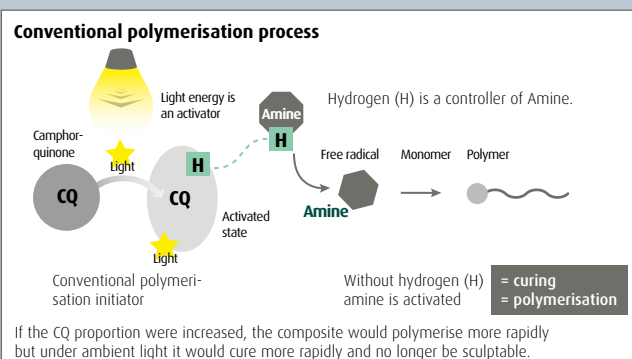 Conventional polymerisation process
Light energy is
an activator
Amine
H
Hydrogen (H) is a controller of Amine.
Camphor-
quinone
Light
H
CQ
CQ
Activated
state
Light
Free radical
Monomer
Polymer
Amine
Conventional polymeri-
sation initiator
Without hydrogen (H)
amine is activated
= curing
= polymerisation
If the CQ proportion were increased, the composite would polymerise more rapidly
but under ambient light it would cure more rapidly and no longer be sculptable.